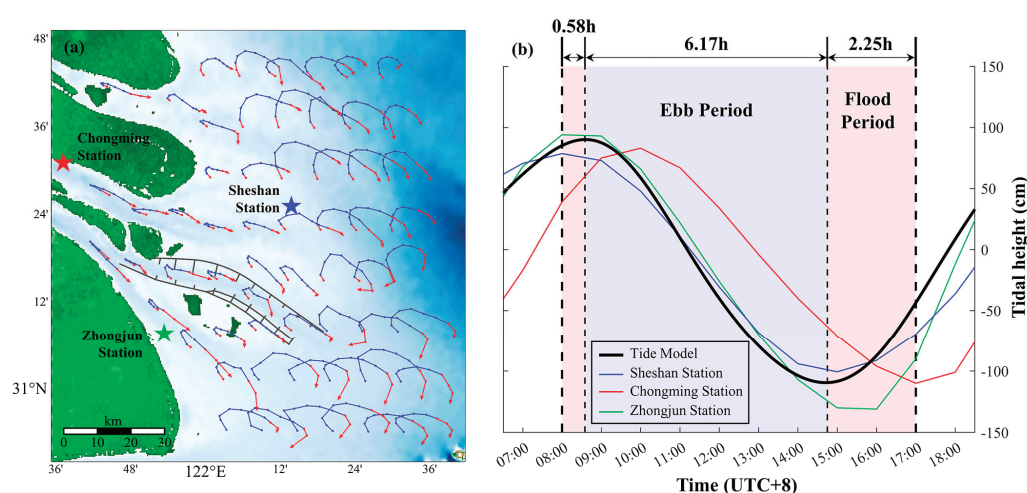 (a)
48'
36'
24'
12'
31°N
Chongming
Station
Sheshan
Station
Zhongjun
Station
km
0 10 20 30
36' 48' 122°E 12' 24' 36'
(b)
0.58h
6.17h
2.25h
Ebb Period
Flood
Period
150
100
50
0
-50
-100
-150
Tidal height (cm)
Tide Model
Sheshan Station
Chongming Station
Zhongjun Station
07:00 08:00 09:00 10:00 11:00 12:00 13:00 14:00 15:00 16:00 17:00 18:00
Time (UTC+8)